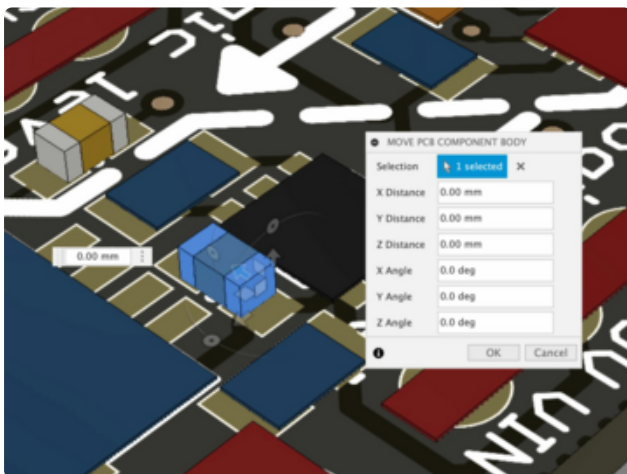 MOVE PCB COMPONENT BODY
Selection 1 selected
X Distance 0.00 mm
Y Distance 0.00 mm
Z Distance 0.00 mm
X Angle 0.0 deg
Y Angle 0.0 deg
Z Angle 0.0 deg
OK Cancel
0.00 mm
VIN